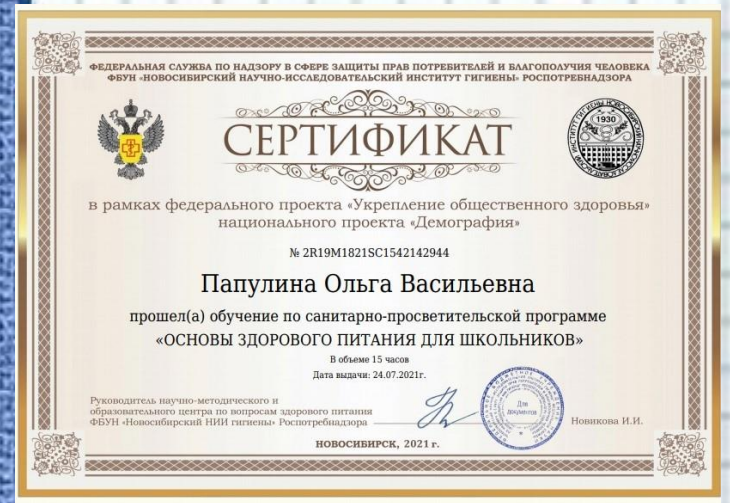 ФЕДЕРАЛЬНАЯ СЛУЖБА ПО НАДЗОРУ В СФЕРЕ ЗАЩИТЫ ПРАВ ПОТРЕБИТЕЛЕЙ И БЛАГОПОЛУЧИЯ ЧЕЛОВЕКА
ФБУН «НОВОСИБИРСКИЙ НАУЧНО-ИССЛЕДОВАТЕЛЬСКИЙ ИНСТИТУТ ГИГИЕНЫ» РОСПОТРЕБНАДЗОРА
СЕРТИФИКАТ
1930
в рамках федерального проекта «Укрепление общественного здоровья»
национального проекта «Демография»
№ 2R19M1821SC1542142944
Папулина Ольга Васильевна
прошел(а) обучение по санитарно-просветительской программе
«ОСНОВЫ ЗДОРОВОГО ПИТАНИЯ ДЛЯ ШКОЛЬНИКОВ»
В объеме 15 часов
Дата выдачи: 24.07.2021г.
Руководитель научно-методического и
образовательного центра по вопросам здорового питания
ФБУН «Новосибирский НИИ гигиены» Роспотребнадзора
Для
документов
Новикова И.И.
НОВОСИБИРСК, 2021 г.